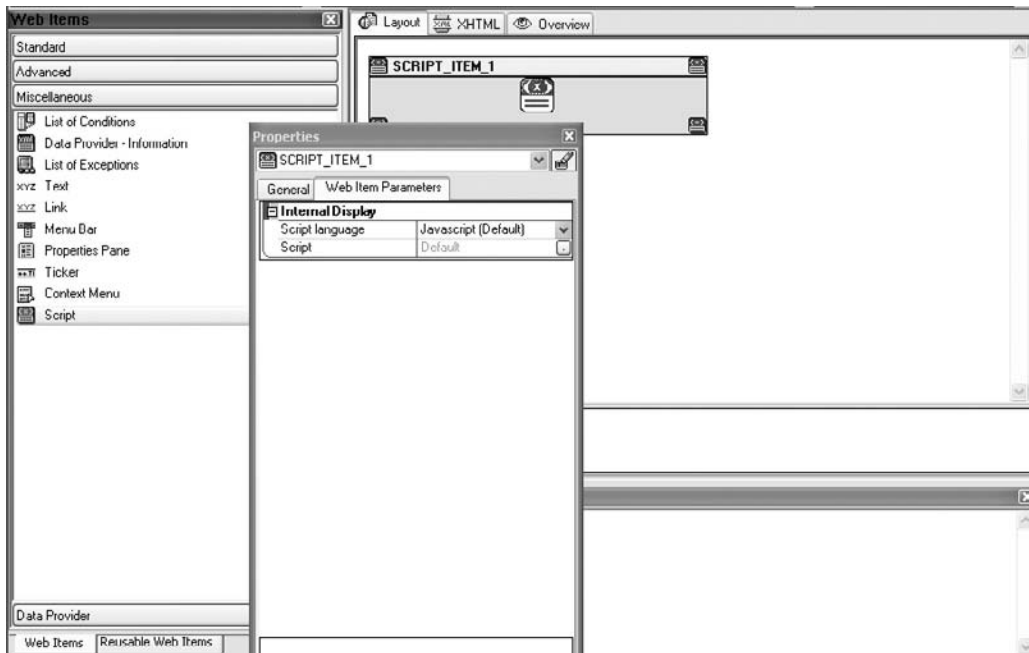 Web Items
Standard
Advanced
Miscellaneous
List of Conditions
Data Provider - Information
List of Exceptions
xyz Text
xyz Link
Menu Bar
Properties Pane
Ticker
Context Menu
Script
Data Provider
Web Items Reusable Web Items
Layout XHTML Overview
SCRIPT_ITEM_1
Properties
SCRIPT_ITEM_1
General Web Item Parameters
Internal Display
Script language Javascript (Default)
Script Default